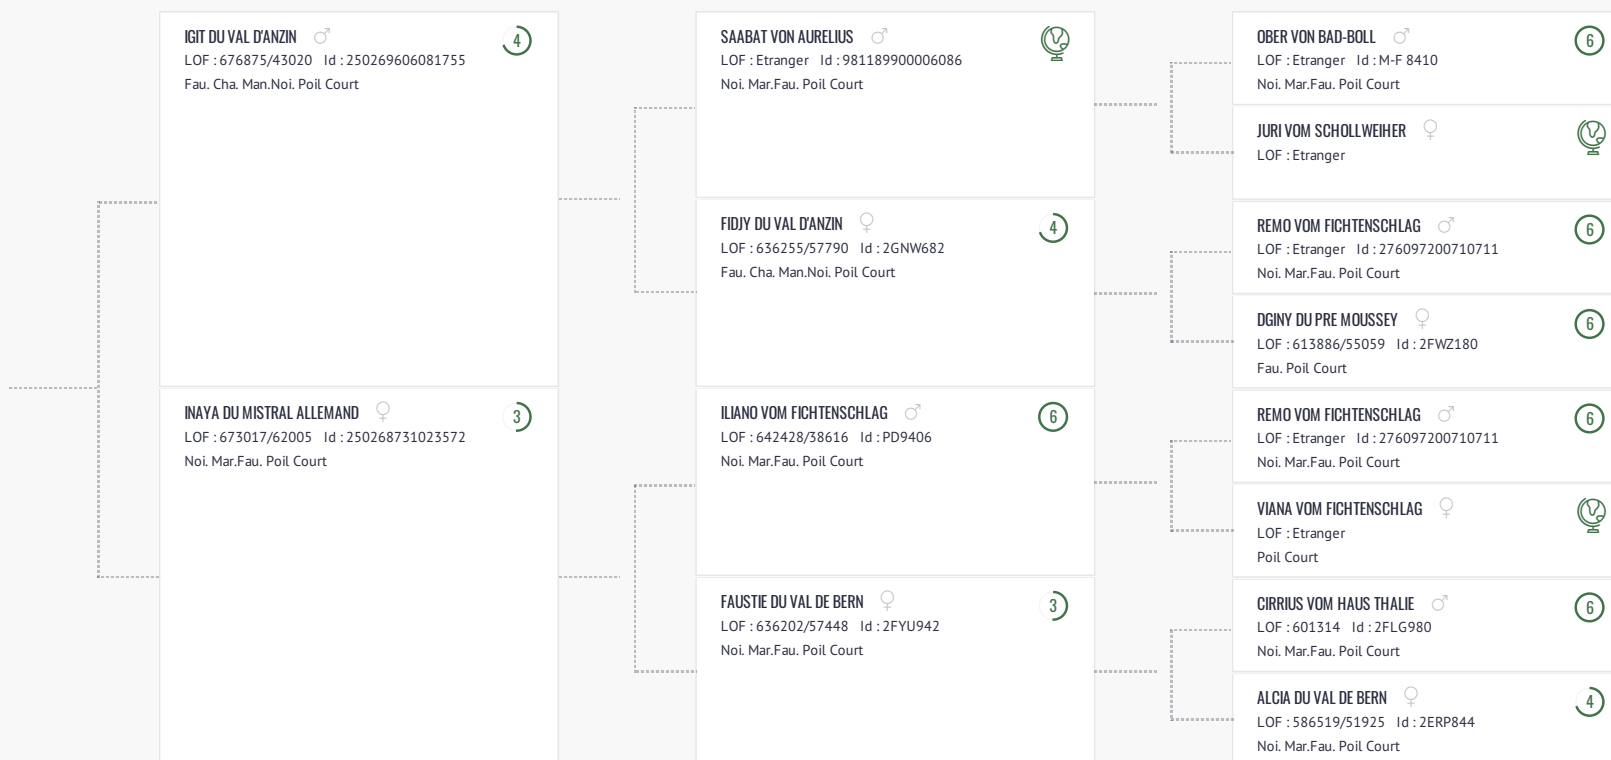 IGIT DU VAL D'ANZIN
4
LOF : 676875/43020 Id : 250269606081755
Fau. Cha. Man.Noi. Poil Court
INAYA DU MISTRAL ALLEMAND
3
LOF : 673017/62005 Id : 250268731023572
Noi. Mar.Fau. Poil Court
SAABAT VON AURELIUS
LOF : Etranger Id : 981189900006086
Noi. Mar.Fau. Poil Court
FIDJY DU VAL D'ANZIN
4
LOF : 636255/57790 Id : 2GNW682
Fau. Cha. Man.Noi. Poil Court
ILIANO VOM FICHTENSCHLAG
6
LOF : 642428/38616 Id : PD9406
Noi. Mar.Fau. Poil Court
FAUSTIE DU VAL DE BERN
3
LOF : 636202/57448 Id : 2FYU942
Noi. Mar.Fau. Poil Court
OBER VON BAD-BOLL
6
LOF : Etranger Id : M-F 8410
Noi. Mar.Fau. Poil Court
JURI VOM SCHOLLWEIHER
LOF : Etranger
REMO VOM FICHTENSCHLAG
6
LOF : Etranger Id : 276097200710711
Noi. Mar.Fau. Poil Court
DGINY DU PRE MOUSSEY
6
LOF : 613886/55059 Id : 2FWZ180
Fau. Poil Court
REMO VOM FICHTENSCHLAG
6
LOF : Etranger Id : 276097200710711
Noi. Mar.Fau. Poil Court
VIANA VOM FICHTENSCHLAG
LOF : Etranger
Poil Court
CIRRIUS VOM HAUS THALIE
6
LOF : 601314 Id : 2FLG980
Noi. Mar.Fau. Poil Court
ALCIA DU VAL DE BERN
4
LOF : 586519/51925 Id : 2ERP844
Noi. Mar.Fau. Poil Court